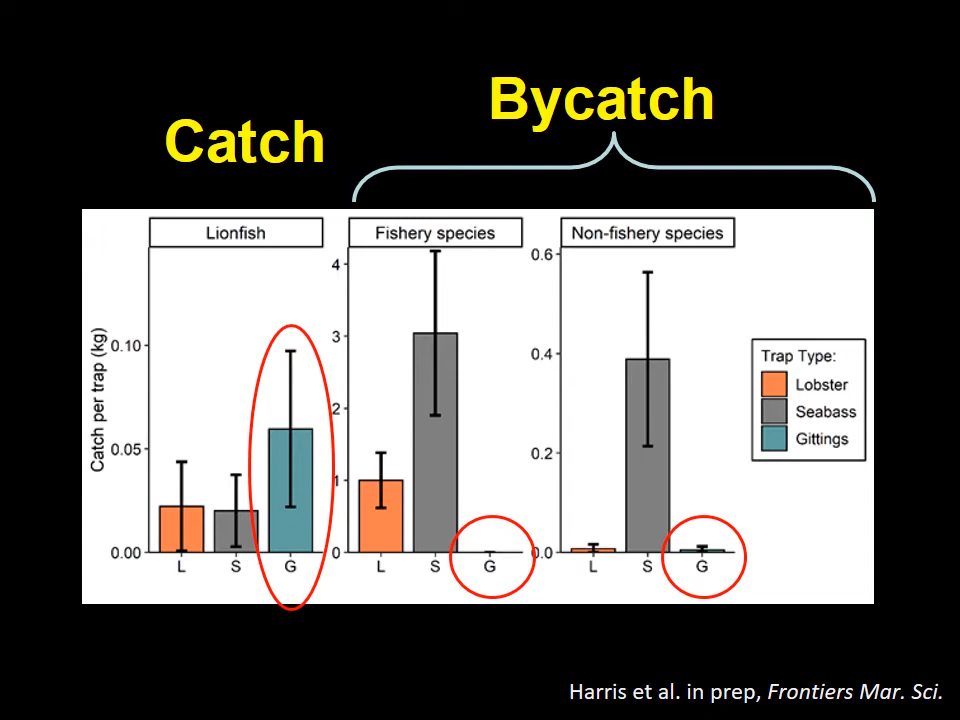 Bycatch
Catch
Lionfish
Fishery species
Non-fishery species
Catch per trap (kg)
0.10
0.05
0.00
L S G
4
3
2
1
0
L S G
0.6
0.4
0.2
0.0
L S G
Trap Type:
Lobster
Seabass
Gittings
Harris et al. in prep, Frontiers Mar. Sci.